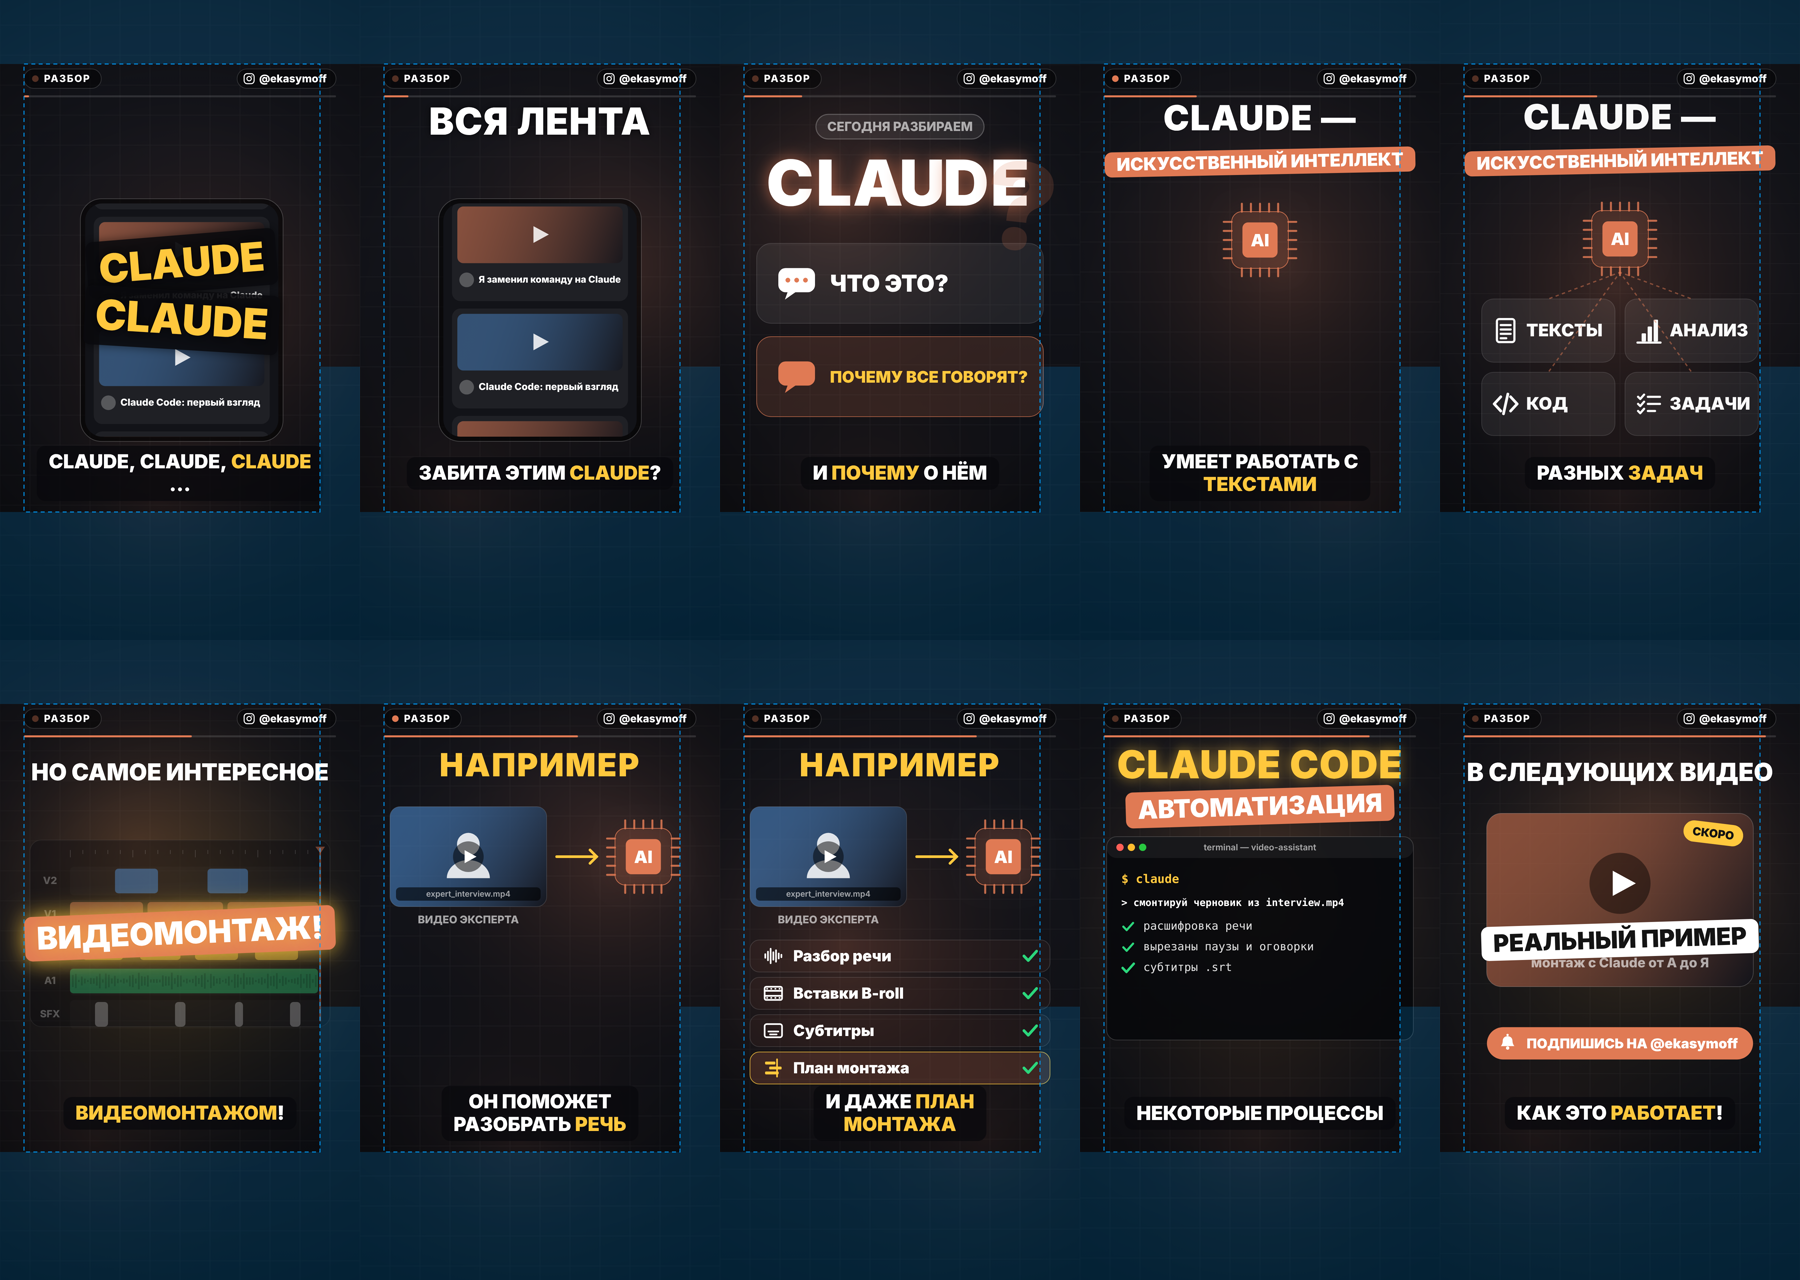 РАЗБОР
@ekasymoff
CLAUDE
CLAUDE
Claude Code: первый взгляд
CLAUDE, CLAUDE, CLAUDE
...
РАЗБОР
@ekasymoff
ВСЯ ЛЕНТА
Я заменил команду на Claude
Claude Code: первый взгляд
ЗАБИТА ЭТИМ CLAUDE?
РАЗБОР
@ekasymoff
СЕГОДНЯ РАЗБИРАЕМ
CLAUDE
?
ЧТО ЭТО?
ПОЧЕМУ ВСЕ ГОВОРЯТ?
И ПОЧЕМУ О НЁМ
РАЗБОР
@ekasymoff
CLAUDE —
ИСКУССТВЕННЫЙ ИНТЕЛЛЕКТ
AI
УМЕЕТ РАБОТАТЬ С
ТЕКСТАМИ
РАЗБОР
@ekasymoff
CLAUDE —
ИСКУССТВЕННЫЙ ИНТЕЛЛЕКТ
AI
ТЕКСТЫ
АНАЛИЗ
КОД
ЗАДАЧИ
РАЗНЫХ ЗАДАЧ
РАЗБОР
@ekasymoff
НО САМОЕ ИНТЕРЕСНОЕ
V2
V1
ВИДЕОМОНТАЖ!
A1
SFX
ВИДЕОМОНТАЖОМ!
РАЗБОР
@ekasymoff
НАПРИМЕР
expert_interview.mp4
AI
ВИДЕО ЭКСПЕРТА
ОН ПОМОЖЕТ
РАЗОБРАТЬ РЕЧЬ
РАЗБОР
@ekasymoff
НАПРИМЕР
expert_interview.mp4
AI
ВИДЕО ЭКСПЕРТА
Разбор речи
Вставки B-roll
Субтитры
План монтажа
И ДАЖЕ ПЛАН
МОНТАЖА
РАЗБОР
@ekasymoff
CLAUDE CODE
АВТОМАТИЗАЦИЯ
terminal — video-assistant
$ claude
> смонтируй черновик из interview.mp4
расшифровка речи
вырезаны паузы и оговорки
субтитры .srt
НЕКОТОРЫЕ ПРОЦЕССЫ
РАЗБОР
@ekasymoff
В СЛЕДУЮЩИХ ВИДЕО
СКОРО
РЕАЛЬНЫЙ ПРИМЕР
монтаж с Claude от А до Я
ПОДПИШИСЬ НА @ekasymoff
КАК ЭТО РАБОТАЕТ!